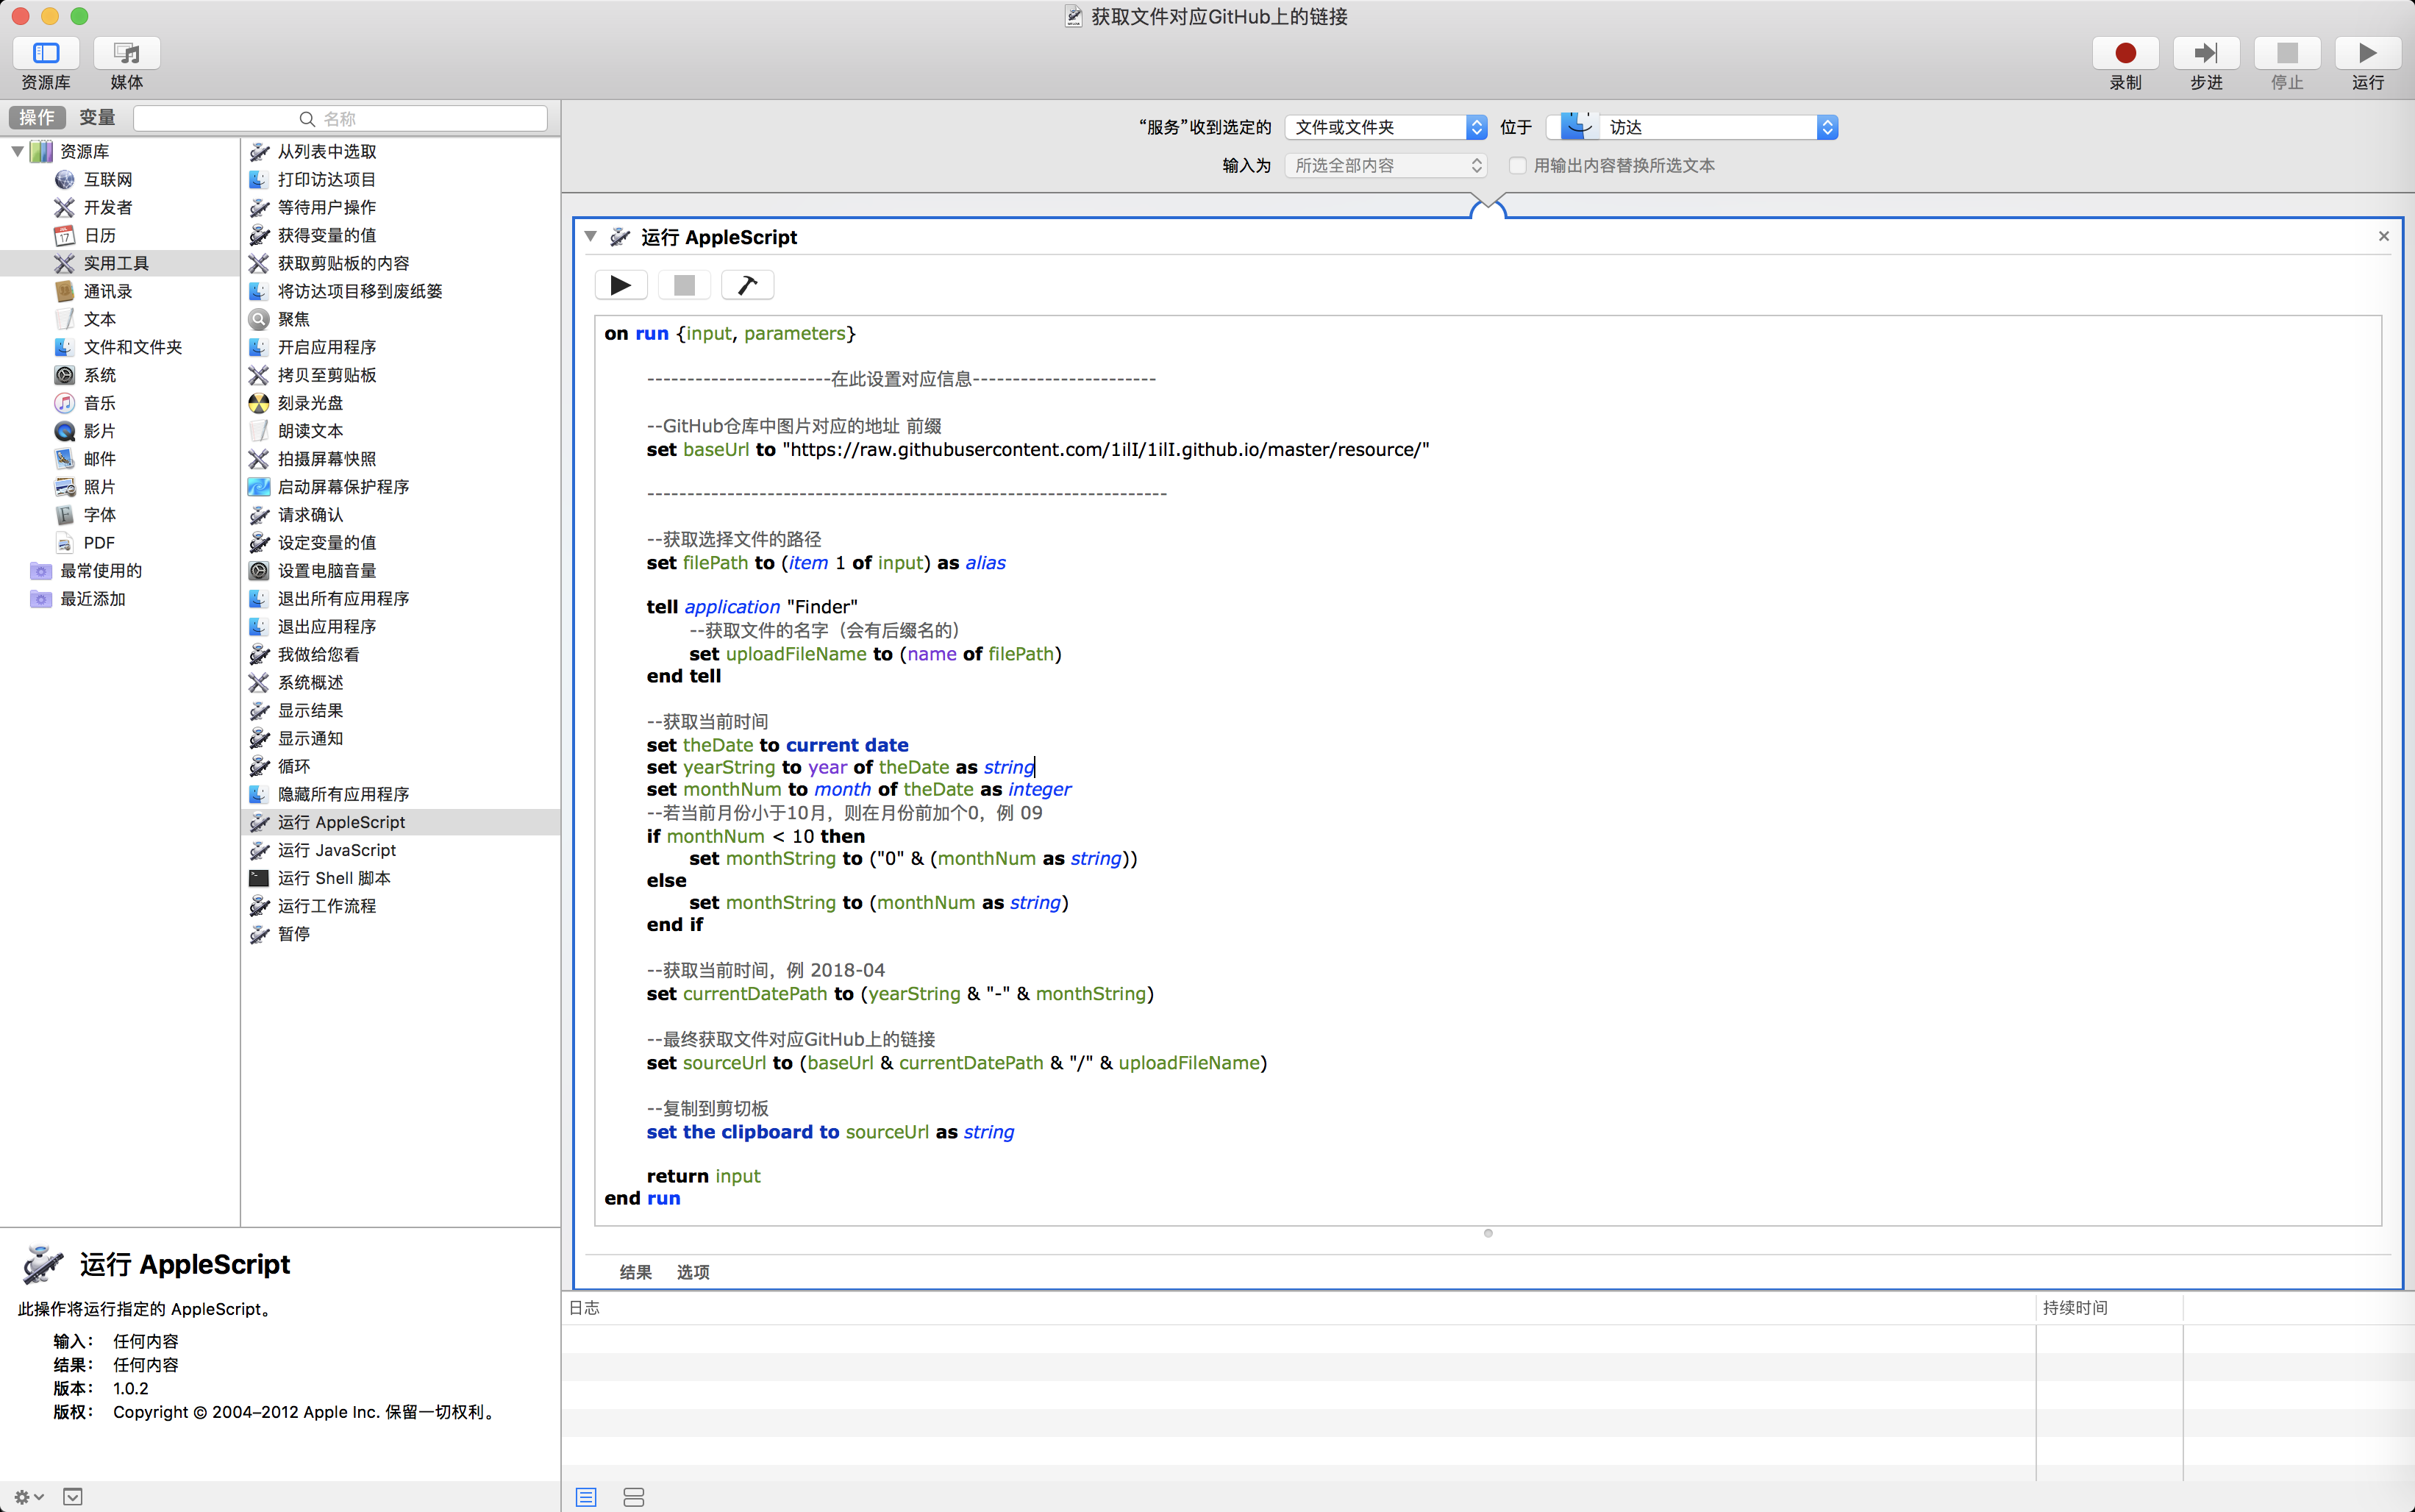 获取文件对应GitHub上的链接
资源库
媒体
录制
步进
停止
运行
操作
变量
名称
“服务”收到选定的
文件或文件夹
位于
访达
输入为
所选全部内容
用输出内容替换所选文本
资源库
互联网
开发者
日历
实用工具
通讯录
文本
文件和文件夹
系统
音乐
影片
邮件
照片
字体
PDF
最常使用的
最近添加
从列表中选取
打印访达项目
等待用户操作
获得变量的值
获取剪贴板的内容
将访达项目移到废纸篓
聚焦
开启应用程序
拷贝至剪贴板
刻录光盘
朗读文本
拍摄屏幕快照
启动屏幕保护程序
请求确认
设定变量的值
设置电脑音量
退出所有应用程序
退出应用程序
我做给您看
系统概述
显示结果
显示通知
循环
隐藏所有应用程序
运行 AppleScript
运行 JavaScript
运行 Shell 脚本
运行工作流程
暂停
运行 AppleScript
on run {input, parameters}
-----------------------在此设置对应信息-----------------------
--GitHub仓库中图片对应的地址 前缀
set baseUrl to "https://raw.githubusercontent.com/1ilI/1ilI.github.io/master/resource/"
-----------------------------------------------------------------
--获取选择文件的路径
set filePath to (item 1 of input) as alias
tell application "Finder"
--获取文件的名字（会有后缀名的）
set uploadFileName to (name of filePath)
end tell
--获取当前时间
set theDate to current date
set yearString to year of theDate as string
set monthNum to month of theDate as integer
--若当前月份小于10月，则在月份前加个0，例 09
if monthNum < 10 then
set monthString to ("0" & (monthNum as string))
else
set monthString to (monthNum as string)
end if
--获取当前时间，例 2018-04
set currentDatePath to (yearString & "-" & monthString)
--最终获取文件对应GitHub上的链接
set sourceUrl to (baseUrl & currentDatePath & "/" & uploadFileName)
--复制到剪切板
set the clipboard to sourceUrl as string
return input
end run
结果
选项
运行 AppleScript
此操作将运行指定的 AppleScript。
输入： 任何内容
结果： 任何内容
版本： 1.0.2
版权： Copyright © 2004–2012 Apple Inc. 保留一切权利。
日志
持续时间